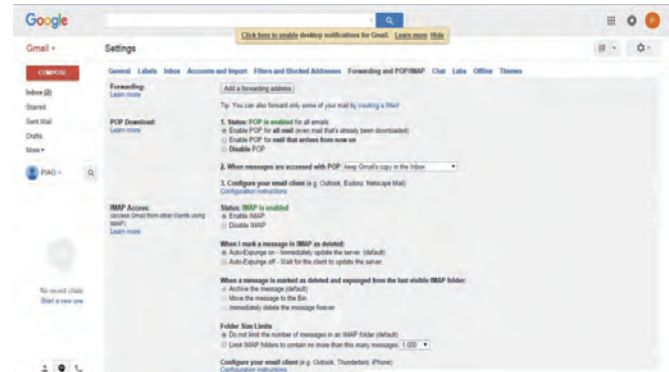 Google
Click here to enable desktop notifications for Gmail. Learn more Hide
Gmail
Settings
COMPOSE
General Labels Inbox Accounts and Import Filters and Blocked Addresses Forwarding and POP/IMAP Chat Labs Offline Themes
Inbox (2)
Starred
Sent Mail
Drafts
More
PIAO
No recent chats
Start a new one
Forwarding:
Learn more
Add a forwarding address
Tip: You can also forward only some of your mail by creating a filter!
POP Download:
Learn more
1. Status: POP is enabled for all emails
Enable POP for all mail (even mail that's already been downloaded)
Enable POP for mail that arrives from now on
Disable POP
2. When messages are accessed with POP keep Gmail's copy in the Inbox
3. Configure your email client (e.g. Outlook, Eudora, Netscape Mail)
Configuration instructions
IMAP Access:
(access Gmail from other clients using
IMAP)
Learn more
Status: IMAP is enabled
Enable IMAP
Disable IMAP
When I mark a message in IMAP as deleted:
Auto-Expunge on - Immediately update the server. (default)
Auto-Expunge off - Wait for the client to update the server.
When a message is marked as deleted and expunged from the last visible IMAP folder:
Archive the message (default)
Move the message to the Bin
Immediately delete the message forever
Folder Size Limits
Do not limit the number of messages in an IMAP folder (default)
Limit IMAP folders to contain no more than this many messages 1,000
Configure your email client (e.g. Outlook, Thunderbird, iPhone)
Configuration instructions